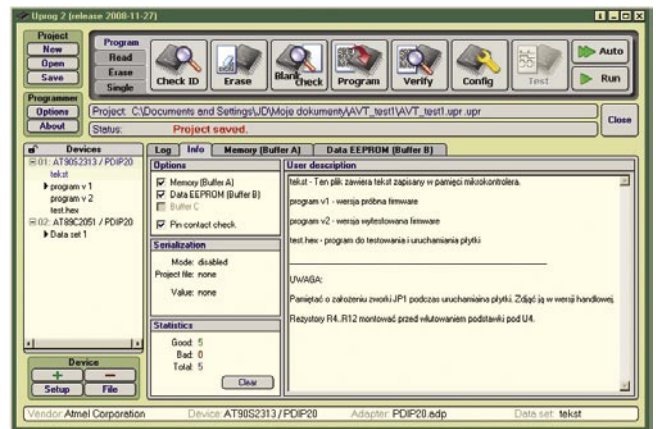 Uprog 2 (release 2008-11-27)
Project
New
Open
Save
Program
Read
Erase
Single
Check ID
Erase
Blank check
Program
Verify
Config
Test
Auto
Run
Programmer
Options
About
Project: C:\Documents and Settings\JD\Moje dokumenty\AVT_test1\AVT_test1.upr .upr
Status: Project saved.
Close
Devices
01: AT90S2313 / PDIP20
tekst
program v 1
program v 2
test.hex
02: AT89C2051 / PDIP20
Data set 1
Device
+ −
Setup File
Log Info Memory (Buffer A) Data EEPROM (Buffer B)
Options
Memory (Buffer A)
Data EEPROM (Buffer B)
Buffer C
Pin contact check
Serialization
Mode: disabled
Project file: none
Value: none
Statistics
Good: 5
Bad: 0
Total: 5
Clear
User description
tekst - Ten plik zawiera tekst zapisany w pamięci mikrokontrolera.
program v1 - wersja próbna firmware
program v2 - wersja wytestowana firmware
test.hex - program do testowania i uruchamiania płytki
UWAGA:
Pamiętać o założeniu zworki JP1 podczas uruchamiaina płytki. Zdjąć ją w wersji handlowej.
Rezystory R4..R12 montować przed wlutowaniem podstawki pod U4.
Vendor: Atmel Corporation Device: AT90S2313 / PDIP20 Adapter: PDIP20.adp Data set: tekst